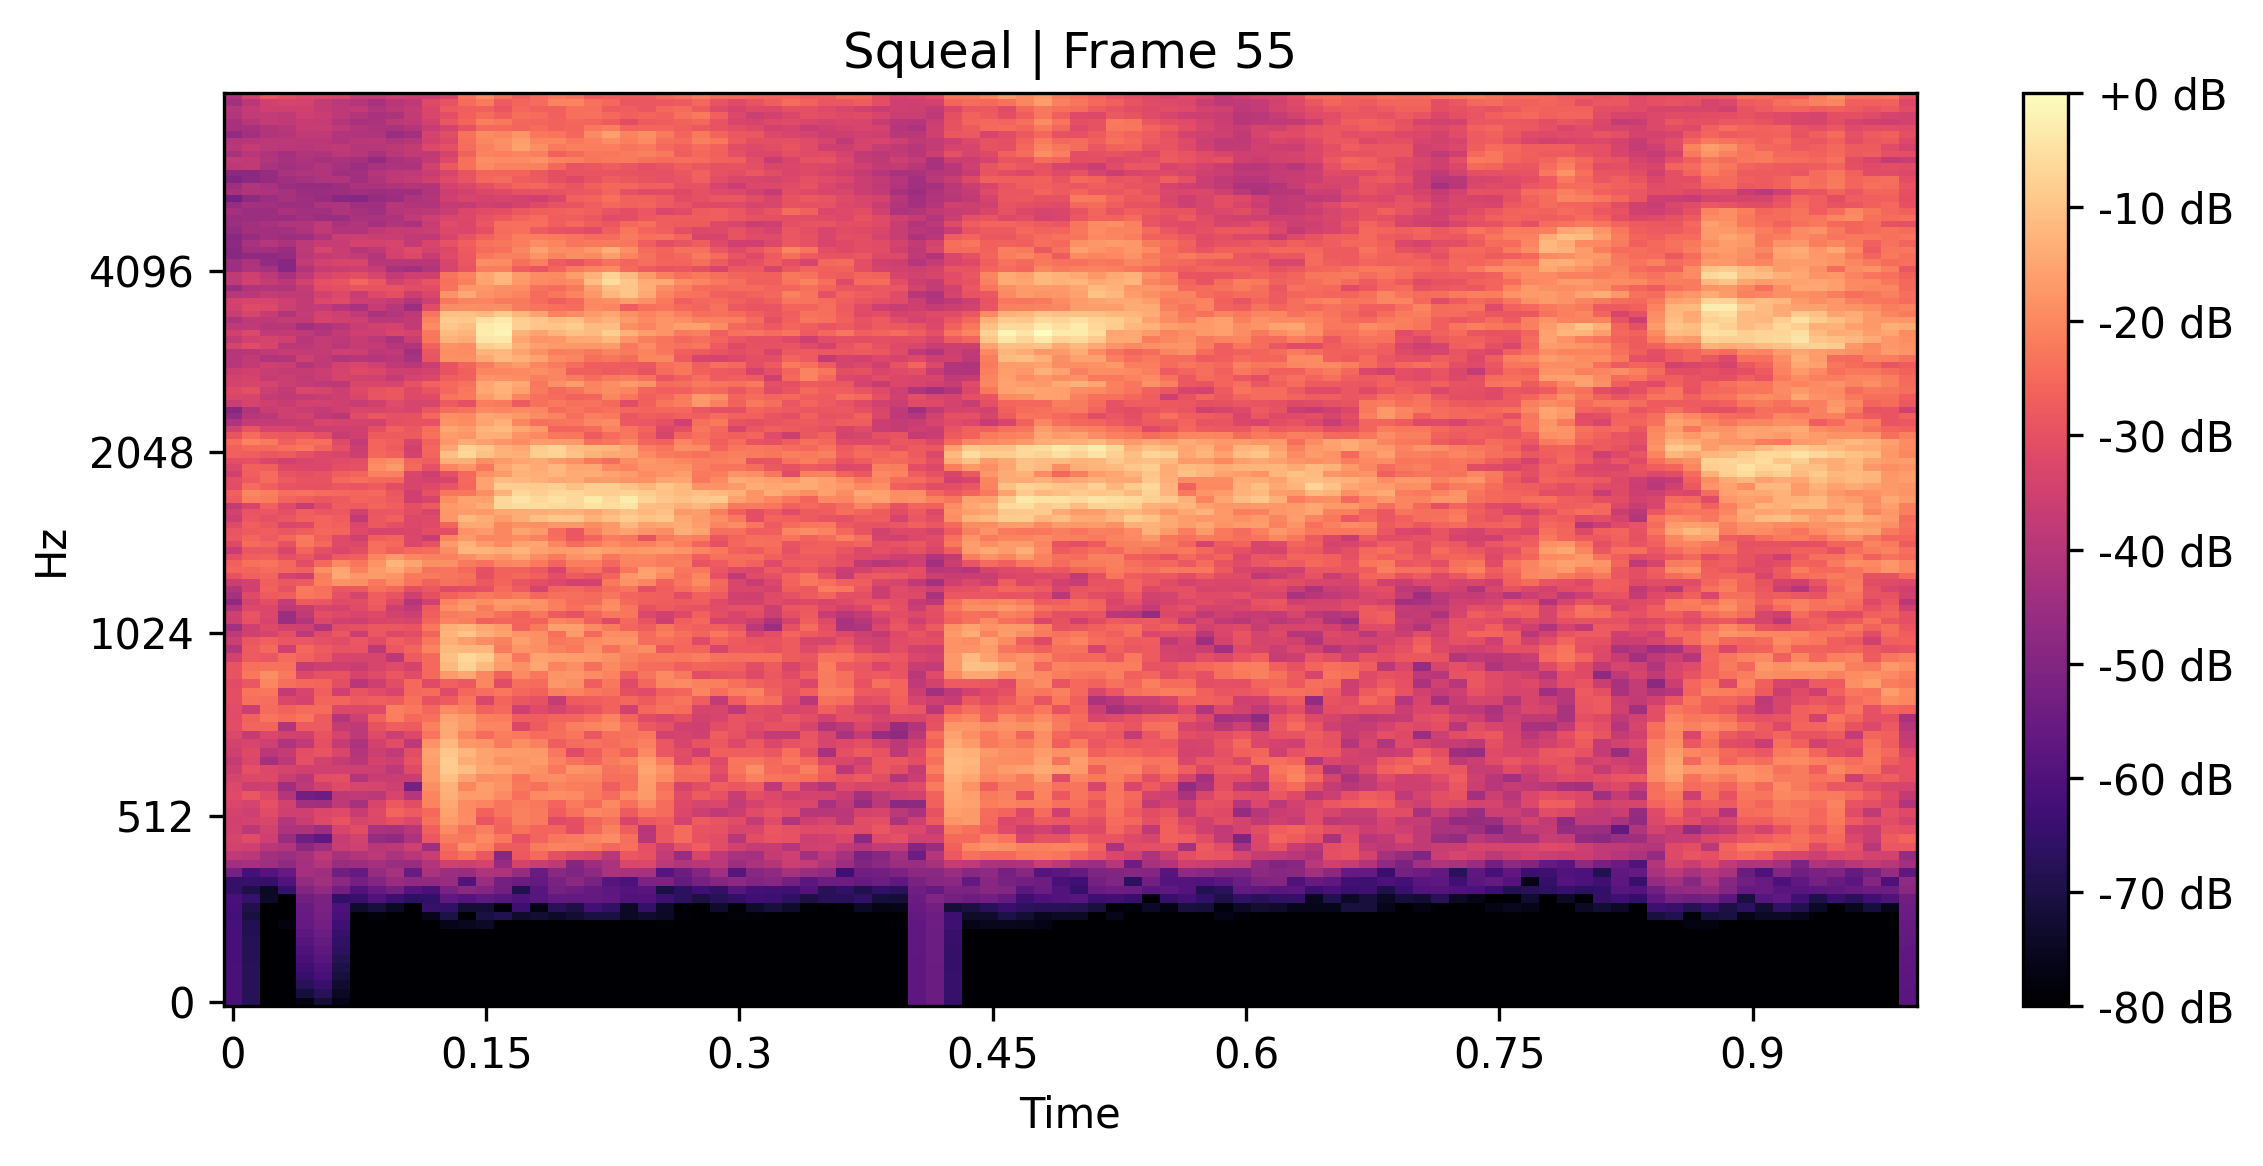 Squeal | Frame 55
Hz
4096
2048
1024
512
0
0 0.15 0.3 0.45 0.6 0.75 0.9
Time
+0 dB
-10 dB
-20 dB
-30 dB
-40 dB
-50 dB
-60 dB
-70 dB
-80 dB